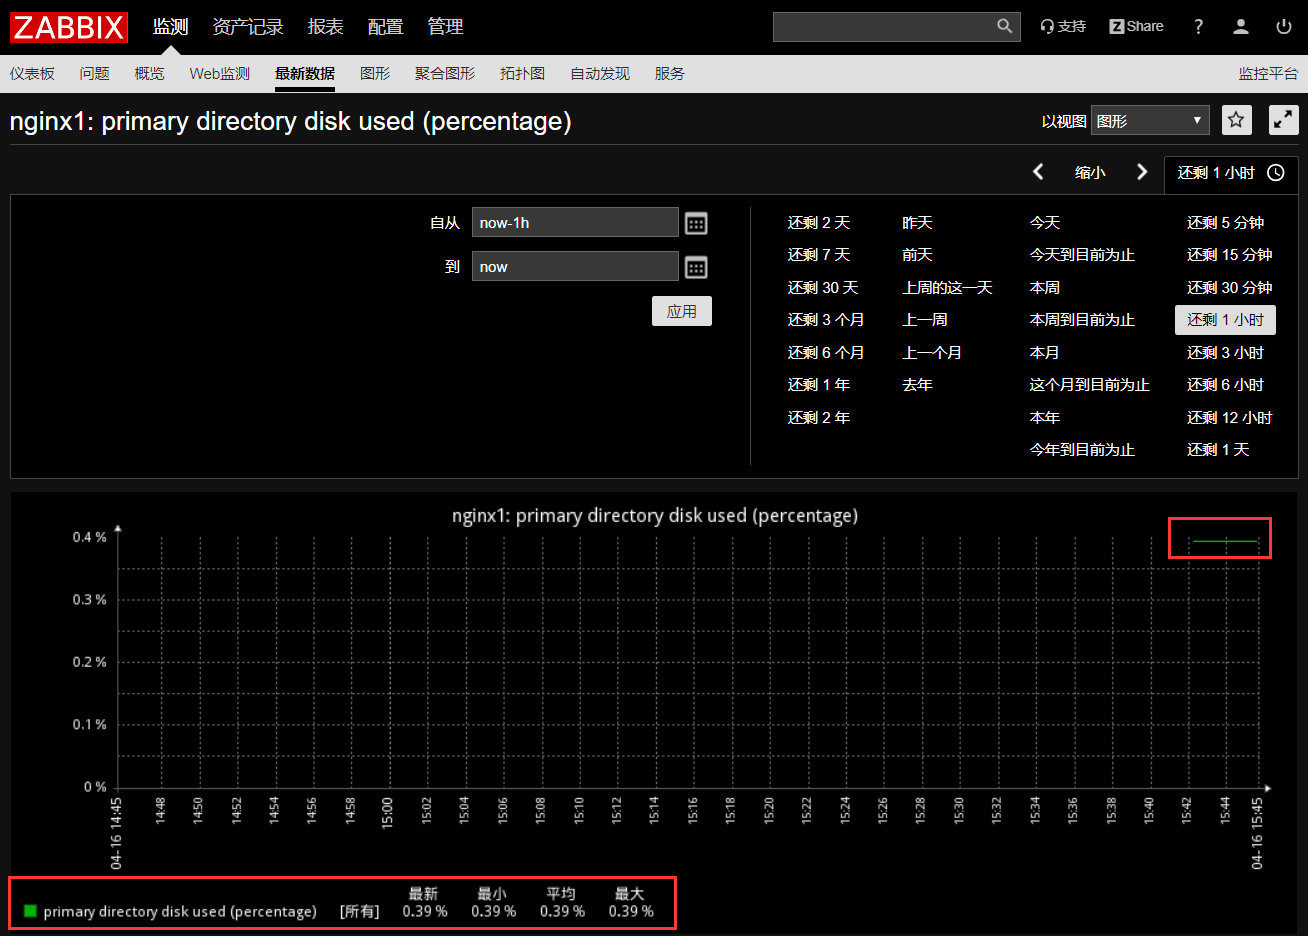 ZABBIX 监测 资产记录 报表 配置 管理 支持 Z Share ?
仪表板 问题 概览 Web监测 最新数据 图形 聚合图形 拓扑图 自动发现 服务 监控平台
nginx1: primary directory disk used (percentage) 以视图 图形
缩小 还剩 1 小时
自从 now-1h
到 now
应用
还剩 2 天 昨天 今天 还剩 5 分钟
还剩 7 天 前天 今天到目前为止 还剩 15 分钟
还剩 30 天 上周的这一天 本周 还剩 30 分钟
还剩 3 个月 上一周 本周到目前为止 还剩 1 小时
还剩 6 个月 上一个月 本月 还剩 3 小时
还剩 1 年 去年 这个月到目前为止 还剩 6 小时
还剩 2 年 本年 还剩 12 小时
今年到目前为止 还剩 1 天
nginx1: primary directory disk used (percentage)
0.4 %
0.3 %
0.2 %
0.1 %
0 %
04-16 14:45 14:48 14:50 14:52 14:54 14:56 14:58 15:00 15:02 15:04 15:06 15:08 15:10 15:12 15:14 15:16 15:18 15:20 15:22 15:24 15:26 15:28 15:30 15:32 15:34 15:36 15:38 15:40 15:42 15:44 04-16 15:45
最新 最小 平均 最大
primary directory disk used (percentage) [所有] 0.39 % 0.39 % 0.39 % 0.39 %